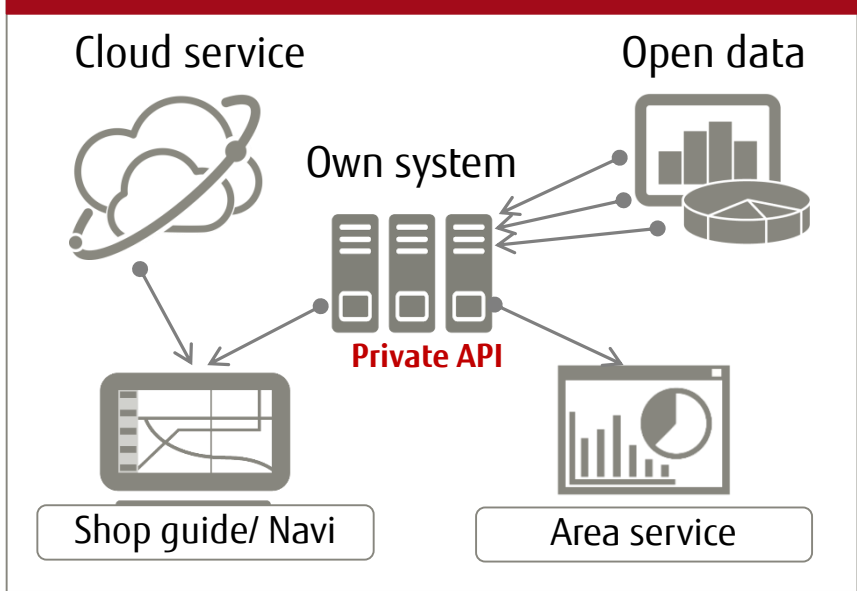 Cloud service
Open data
Own system
Private API
Shop guide/ Navi
Area service